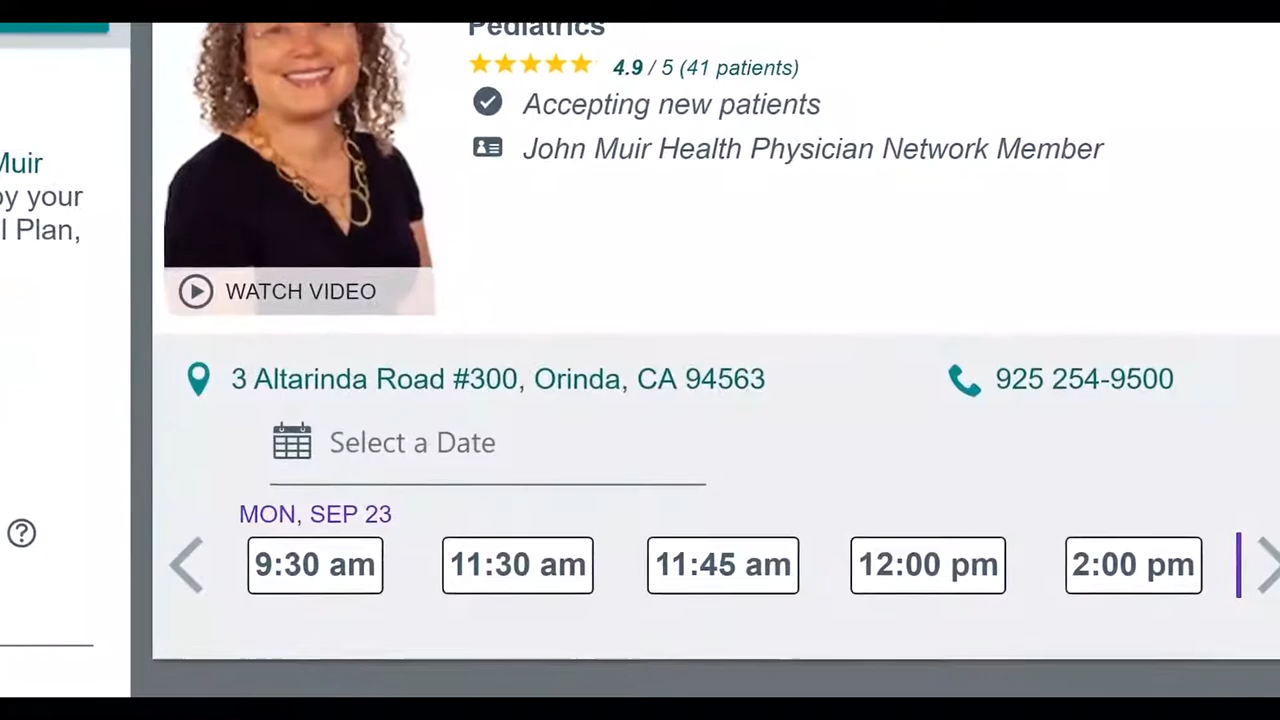 Muir
by your
l Plan,
Pediatrics
4.9 / 5 (41 patients)
Accepting new patients
John Muir Health Physician Network Member
WATCH VIDEO
3 Altarinda Road #300, Orinda, CA 94563
925 254-9500
Select a Date
MON, SEP 23
9:30 am 11:30 am 11:45 am 12:00 pm 2:00 pm